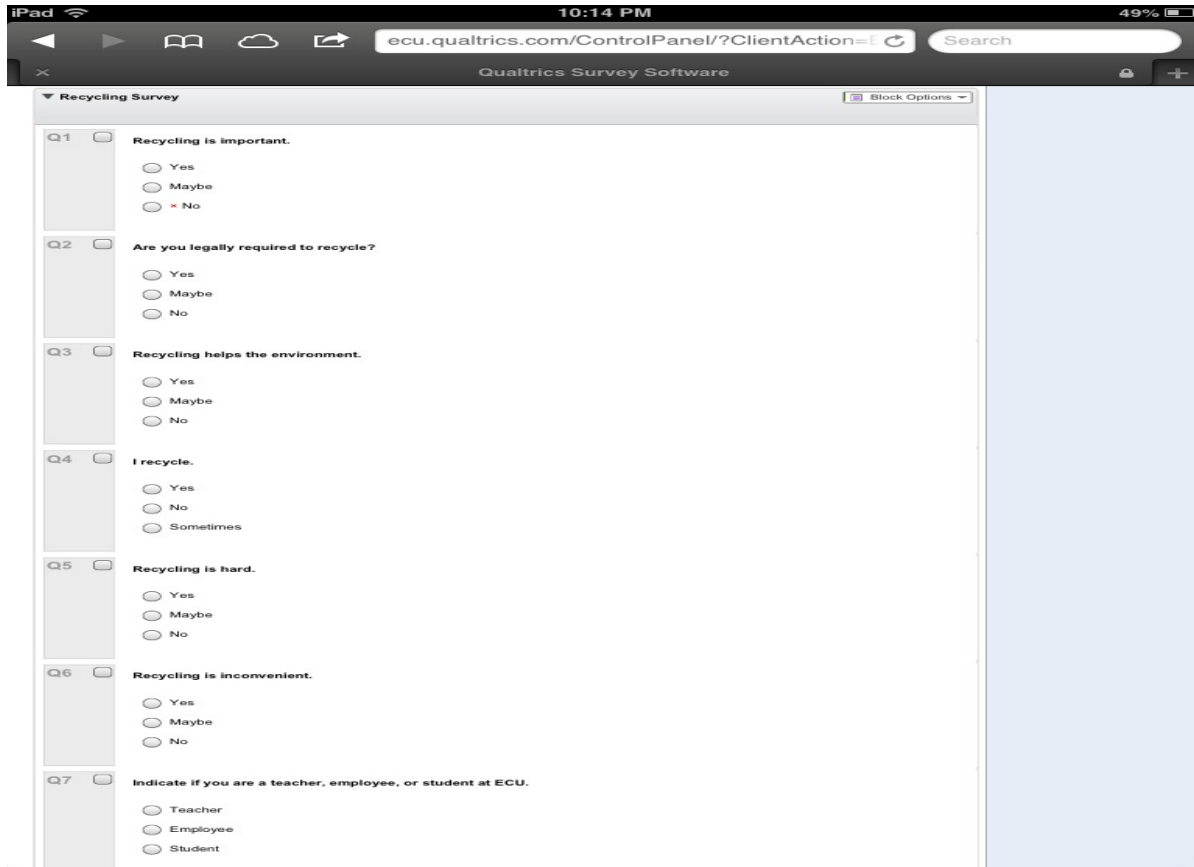 iPad 10:14 PM 49%
ecu.qualtrics.com/ControlPanel/?ClientAction=E Search
Qualtrics Survey Software
Recycling Survey Block Options
Q1 Recycling is important.
Yes
Maybe
× No
Q2 Are you legally required to recycle?
Yes
Maybe
No
Q3 Recycling helps the environment.
Yes
Maybe
No
Q4 I recycle.
Yes
No
Sometimes
Q5 Recycling is hard.
Yes
Maybe
No
Q6 Recycling is inconvenient.
Yes
Maybe
No
Q7 Indicate if you are a teacher, employee, or student at ECU.
Teacher
Employee
Student